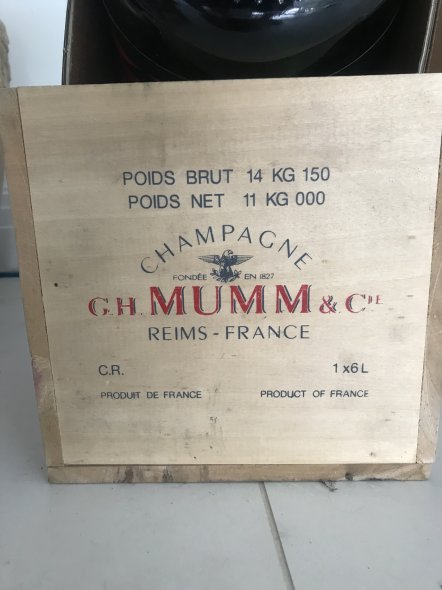 POIDS BRUT 14 KG 150
POIDS NET 11 KG 000
CHAMPAGNE
FONDÉE EN 1827
G.H. MUMM & CIE
REIMS - FRANCE
C.R. 1 x 6 L
PRODUIT DE FRANCE PRODUCT OF FRANCE